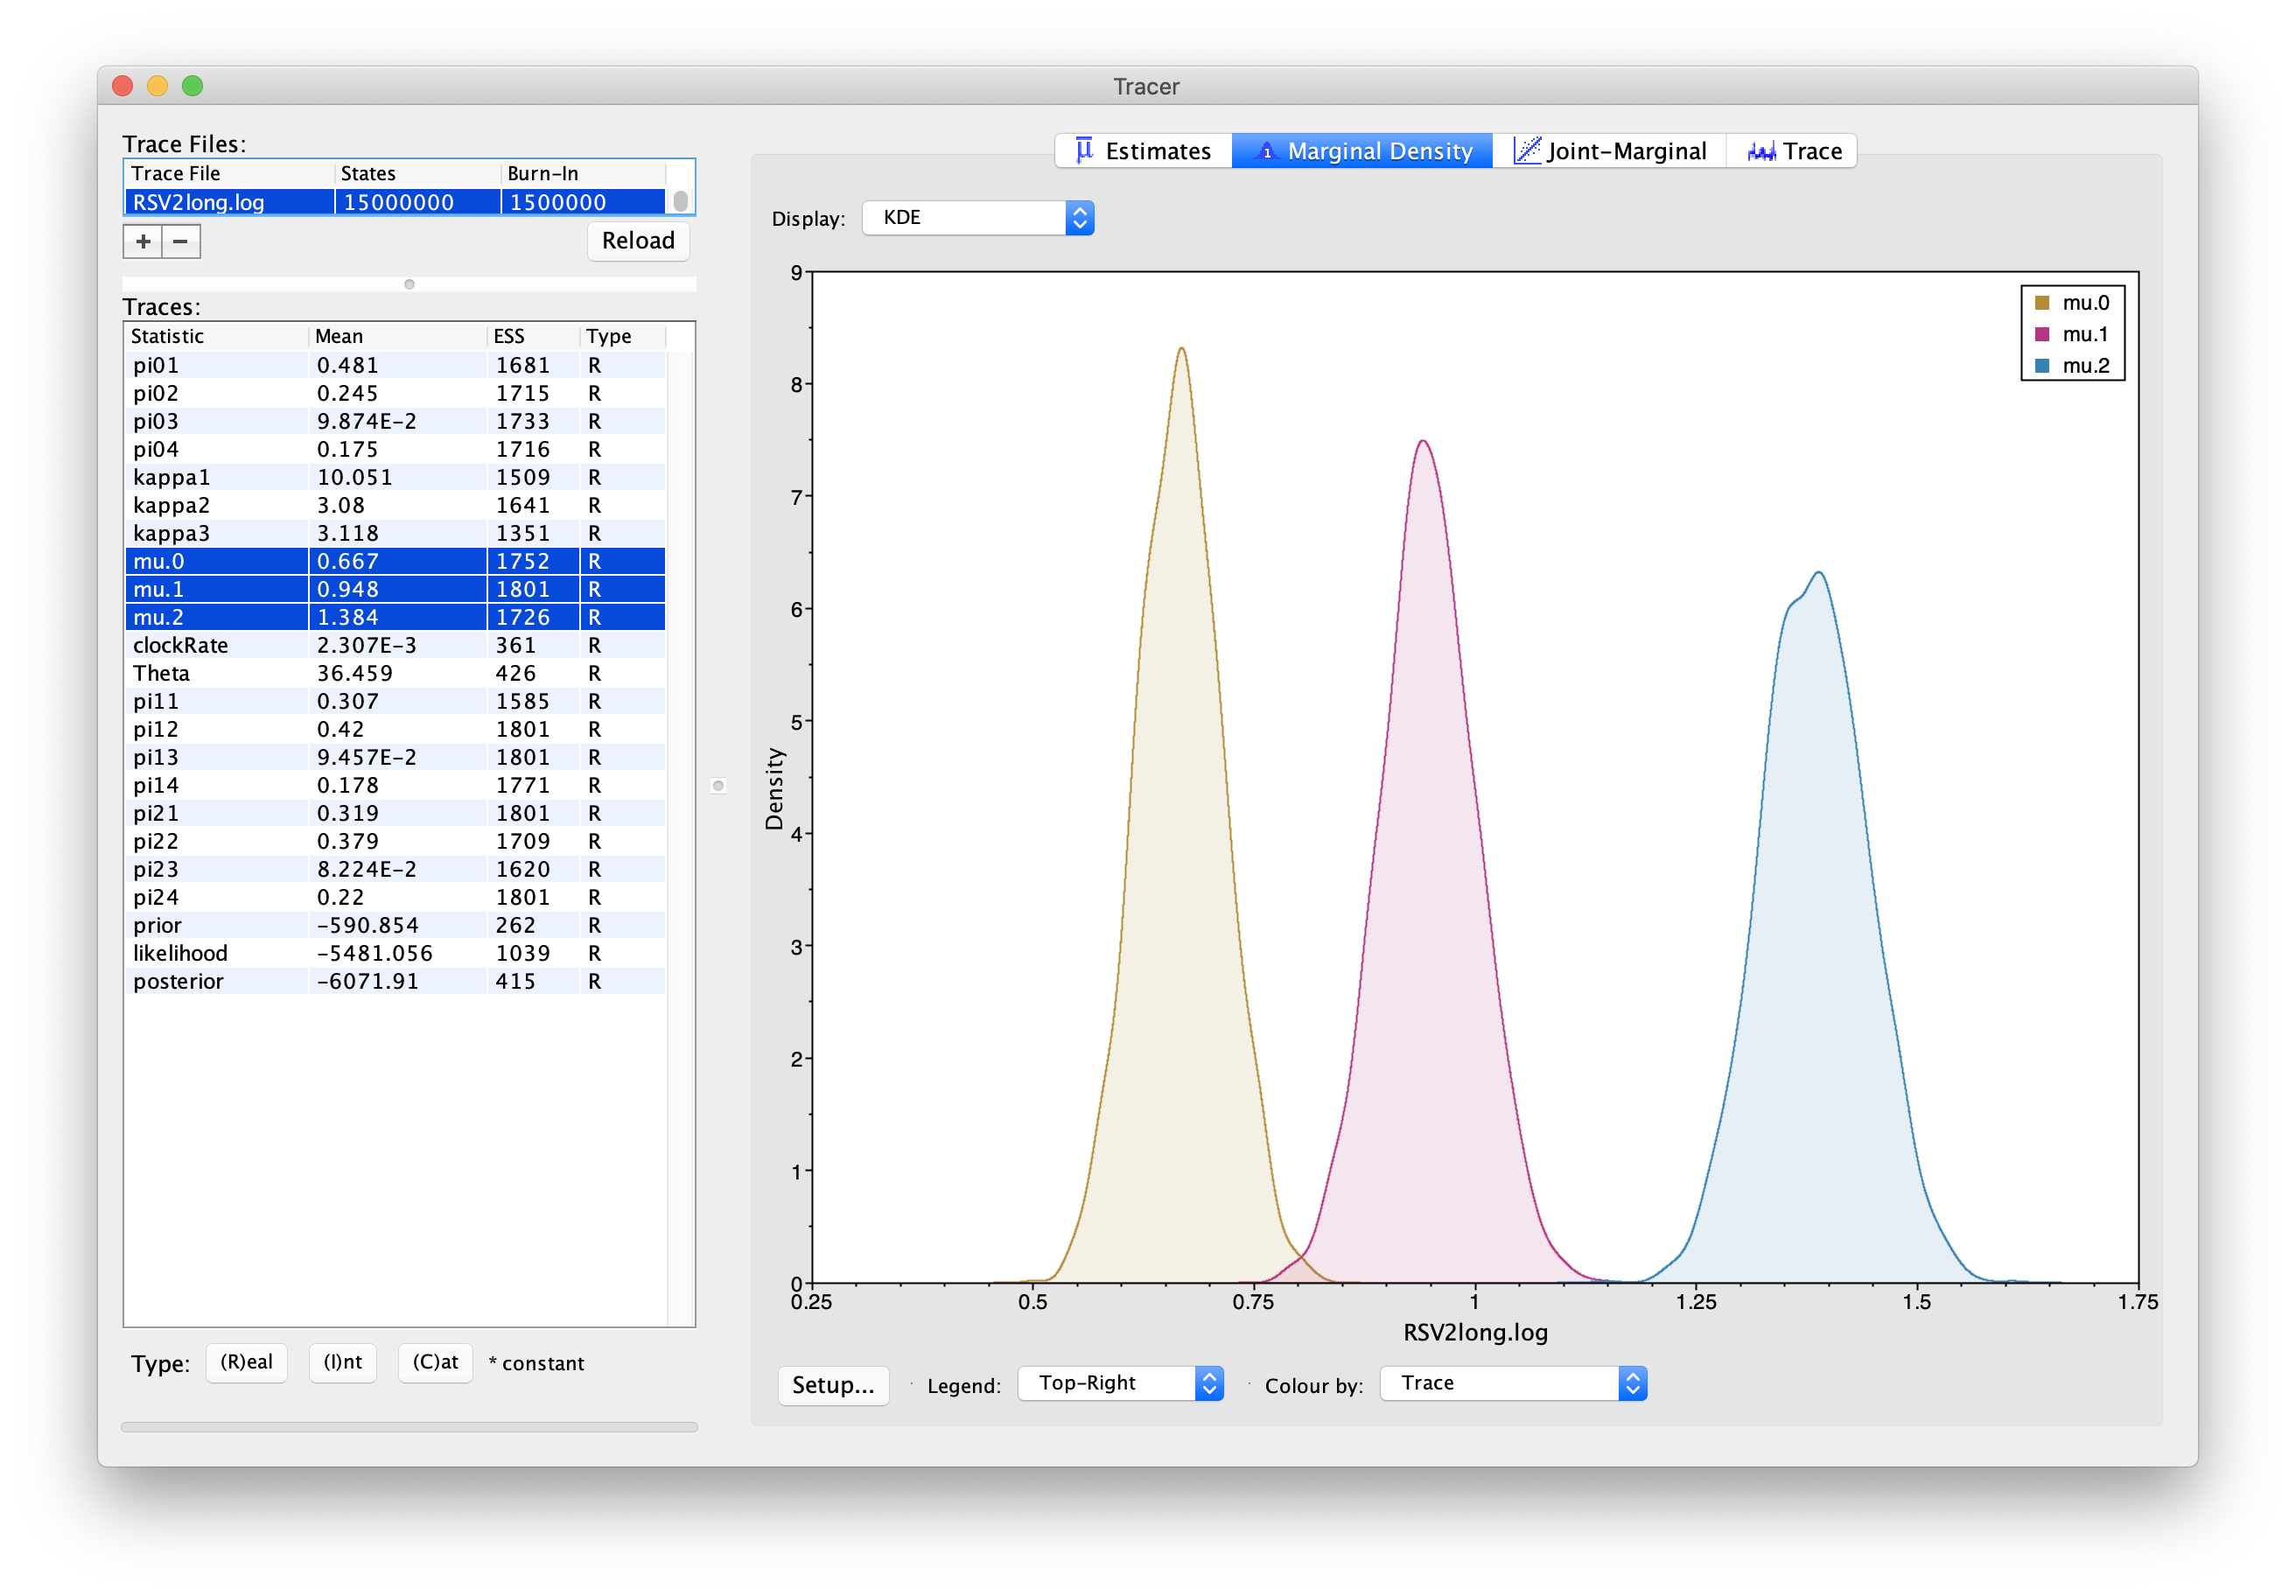 Tracer
Trace Files:
Trace File States Burn-In
RSV2long.log 15000000 1500000
+ −
Reload
Traces:
Statistic Mean ESS Type
pi01 0.481 1681 R
pi02 0.245 1715 R
pi03 9.874E-2 1733 R
pi04 0.175 1716 R
kappa1 10.051 1509 R
kappa2 3.08 1641 R
kappa3 3.118 1351 R
mu.0 0.667 1752 R
mu.1 0.948 1801 R
mu.2 1.384 1726 R
clockRate 2.307E-3 361 R
Theta 36.459 426 R
pi11 0.307 1585 R
pi12 0.42 1801 R
pi13 9.457E-2 1801 R
pi14 0.178 1771 R
pi21 0.319 1801 R
pi22 0.379 1709 R
pi23 8.224E-2 1620 R
pi24 0.22 1801 R
prior -590.854 262 R
likelihood -5481.056 1039 R
posterior -6071.91 415 R
Type: (R)eal (I)nt (C)at * constant
Estimates Marginal Density Joint-Marginal Trace
Display: KDE
mu.0
mu.1
mu.2
9
8
7
6
5
4
3
2
1
0
Density
0.25 0.5 0.75 1 1.25 1.5 1.75
RSV2long.log
Setup... Legend: Top-Right Colour by: Trace